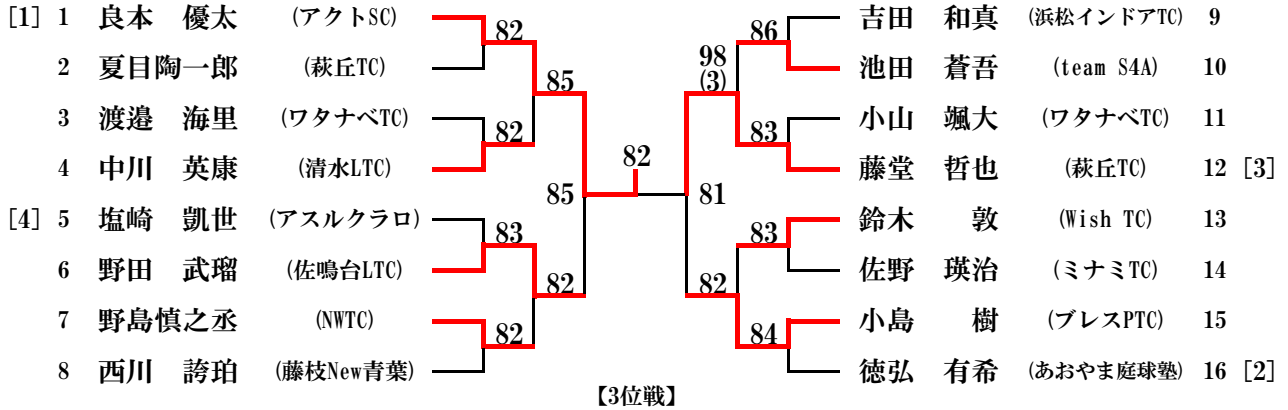 [1] 1 良本 優太 (アクトSC)
82
2 夏目陶一郎 (萩丘TC)
85
3 渡邉 海里 (ワタナベTC)
82
4 中川 英康 (清水LTC)
85
[4] 5 塩崎 凱世 (アスルクラロ)
83
6 野田 武瑠 (佐鳴台LTC)
82
7 野島慎之丞 (NWTC)
82
8 西川 誇珀 (藤枝New青葉)
82
吉田 和真 (浜松インドアTC) 9
86
池田 蒼吾 (team S4A) 10
98
(3)
小山 颯大 (ワタナベTC) 11
83
藤堂 哲也 (萩丘TC) 12 [3]
81
鈴木 敦 (Wish TC) 13
83
佐野 瑛治 (ミナミTC) 14
82
小島 樹 (ブレスPTC) 15
84
徳弘 有希 (あおやま庭球塾) 16 [2]
【3位戦】